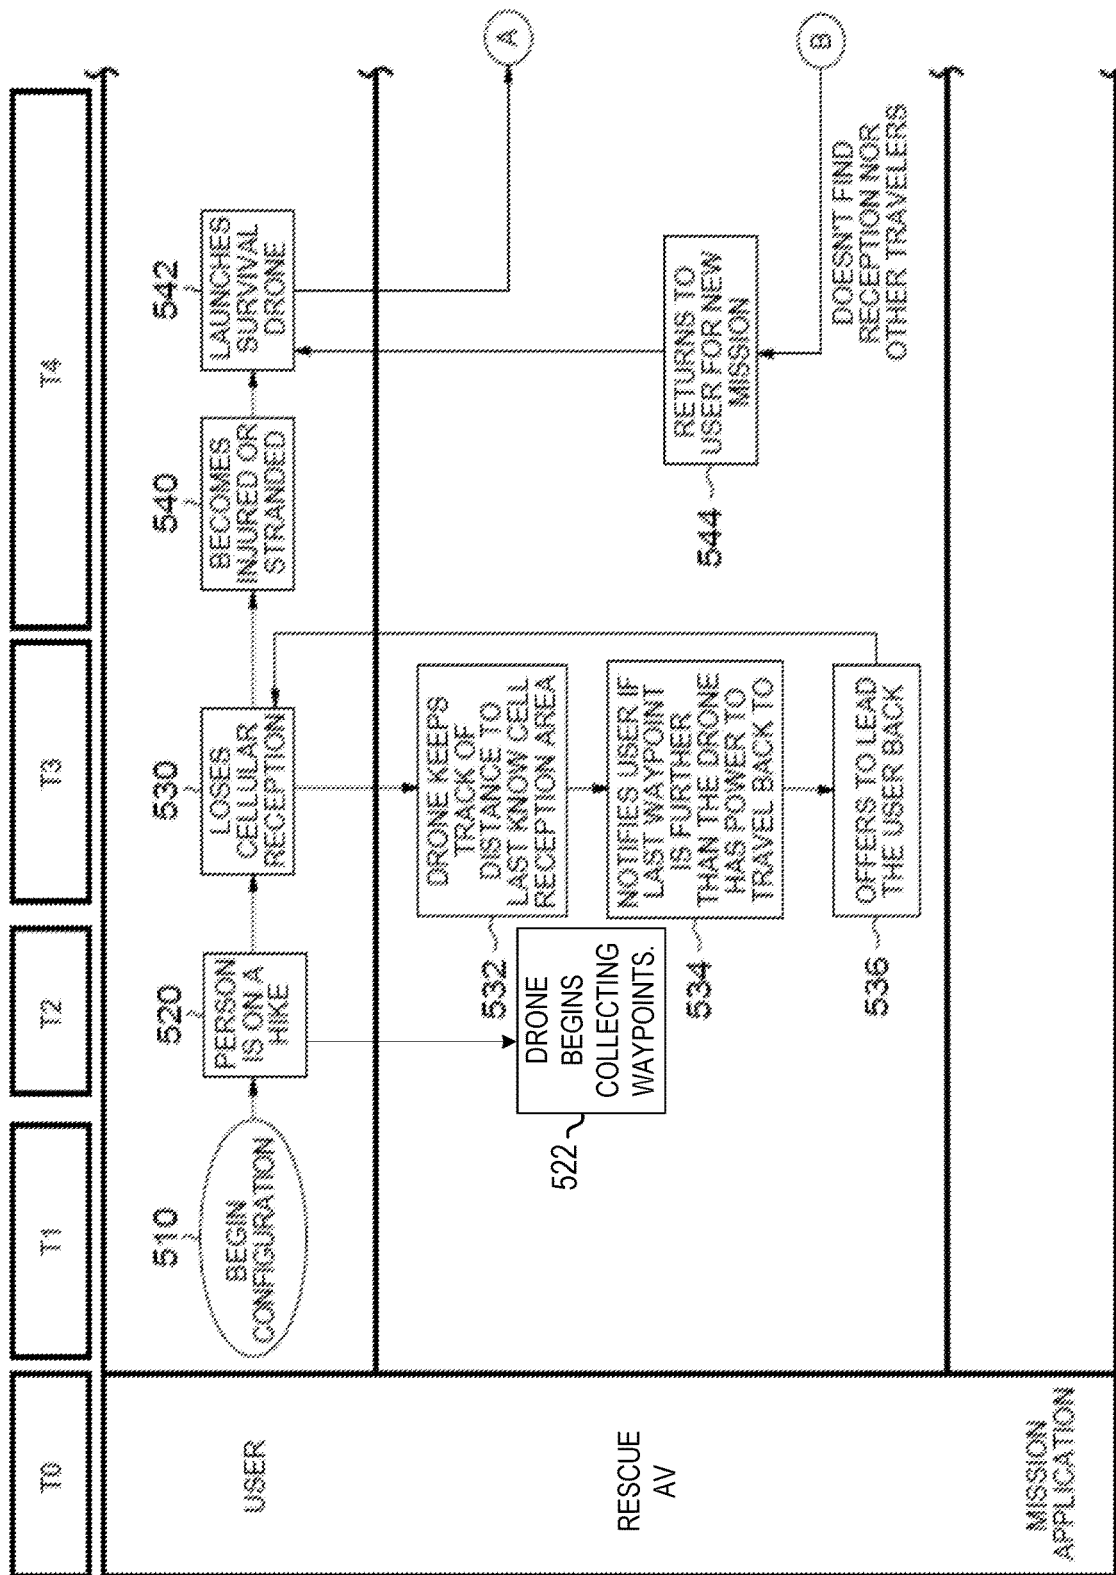 T0
T1
T2
T3
T4
USER
510
BEGIN
CONFIGURATION
520
PERSON
IS ON A
HIKE
530
LOSES
CELLULAR
RECEPTION
540
BECOMES
INJURED OR
STRANDED
542
LAUNCHES
SURVIVAL
DRONE
RESCUE
AV
522
DRONE
BEGINS
COLLECTING
WAYPOINTS.
532
DRONE KEEPS
TRACK OF
DISTANCE TO
LAST KNOW CELL
RECEPTION AREA
534
NOTIFIES USER IF
LAST WAYPOINT
IS FURTHER
THAN THE DRONE
HAS POWER TO
TRAVEL BACK TO
536
OFFERS TO LEAD
THE USER BACK
544
RETURNS TO
USER FOR NEW
MISSION
A
B
DOESN'T FIND
RECEPTION NOR
OTHER TRAVELERS
MISSION
APPLICATION